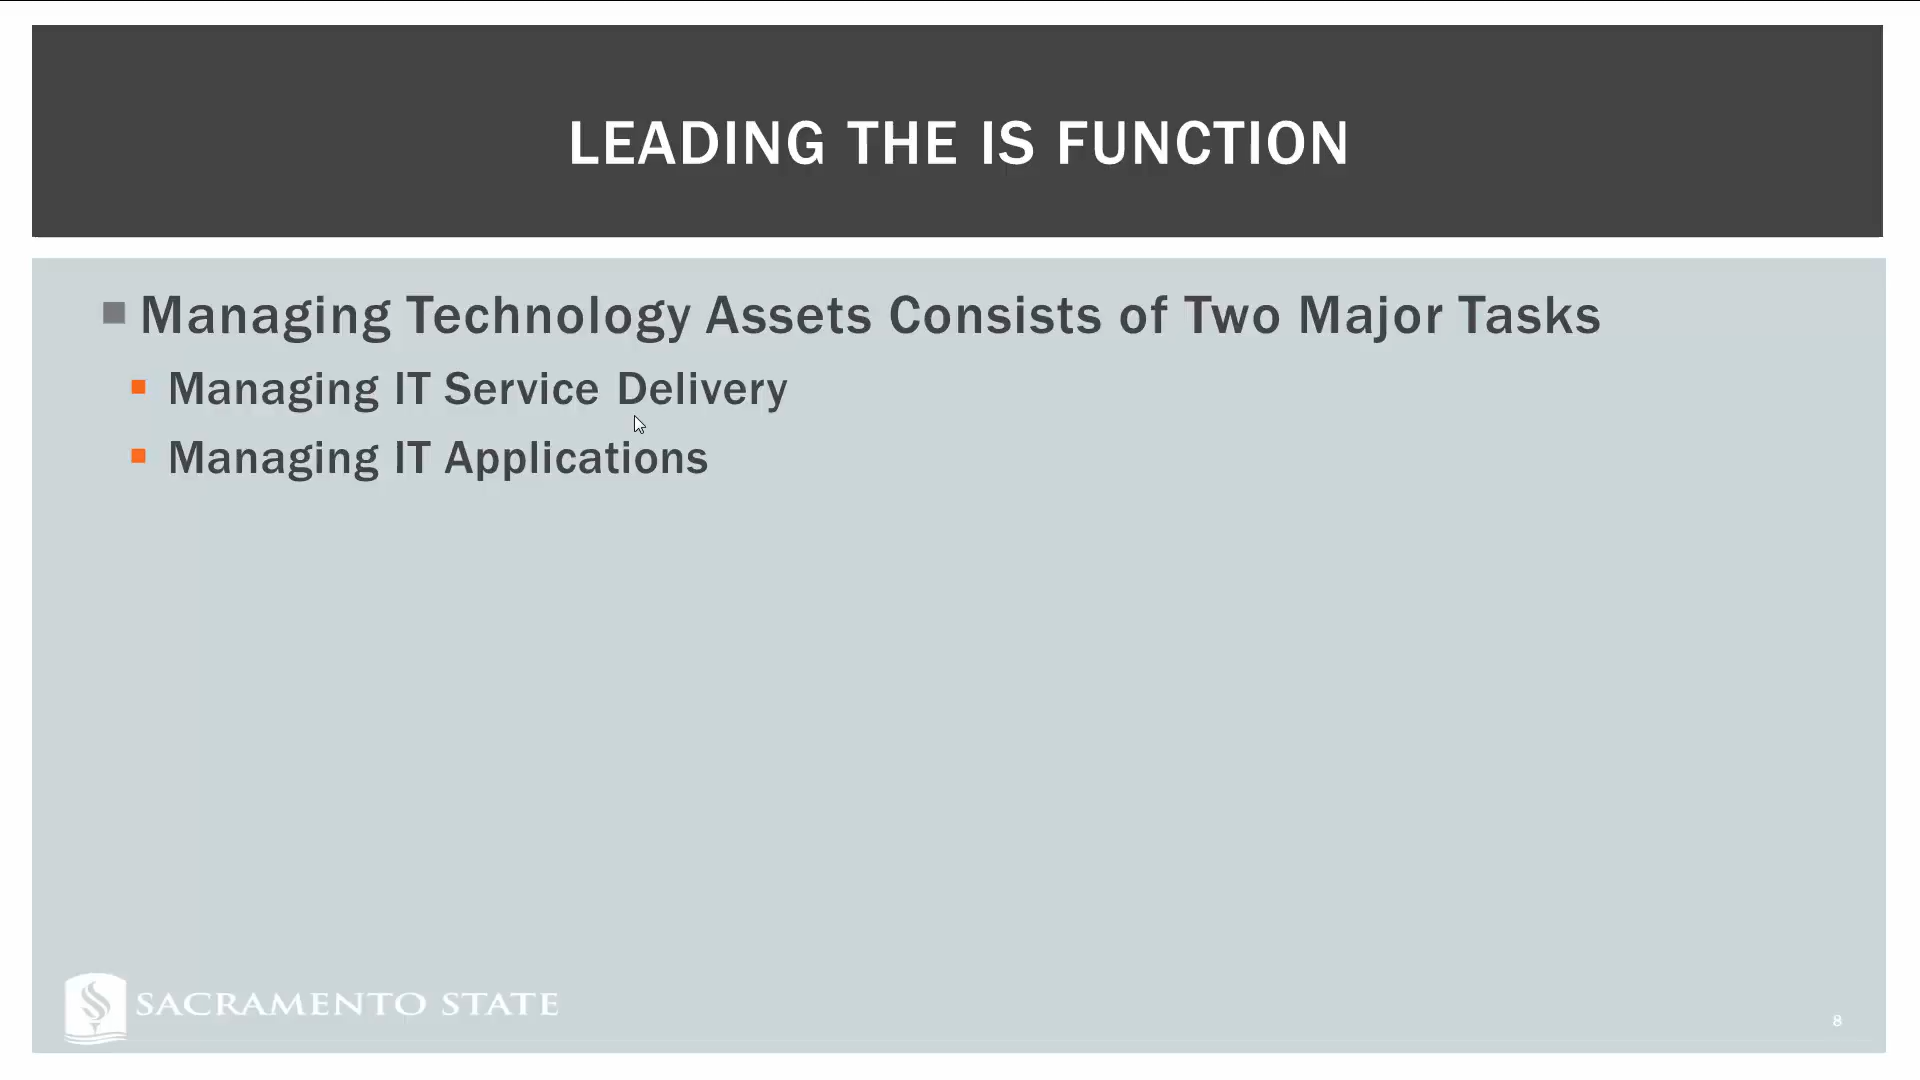 LEADING THE IS FUNCTION
Managing Technology Assets Consists of Two Major Tasks
Managing IT Service Delivery
Managing IT Applications
SACRAMENTO STATE
8